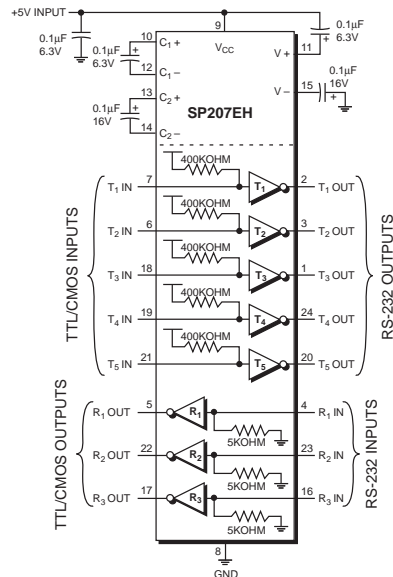 +5V INPUT
0.1µF
6.3V
0.1µF
6.3V
0.1µF
16V
10
12
13
14
C1 +
C1 –
C2 +
C2 –
9
VCC
SP207EH
V +
V –
11
15
0.1µF
6.3V
0.1µF
16V
400KOHM
T1 IN 7 T1 2 T1 OUT
400KOHM
T2 IN 6 T2 3 T2 OUT
400KOHM
T3 IN 18 T3 1 T3 OUT
400KOHM
T4 IN 19 T4 24 T4 OUT
400KOHM
T5 IN 21 T5 20 T5 OUT
TTL/CMOS INPUTS
RS-232 OUTPUTS
R1 OUT 5 R1 4 R1 IN
5KOHM
R2 OUT 22 R2 23 R2 IN
5KOHM
R3 OUT 17 R3 16 R3 IN
5KOHM
TTL/CMOS OUTPUTS
RS-232 INPUTS
8
GND